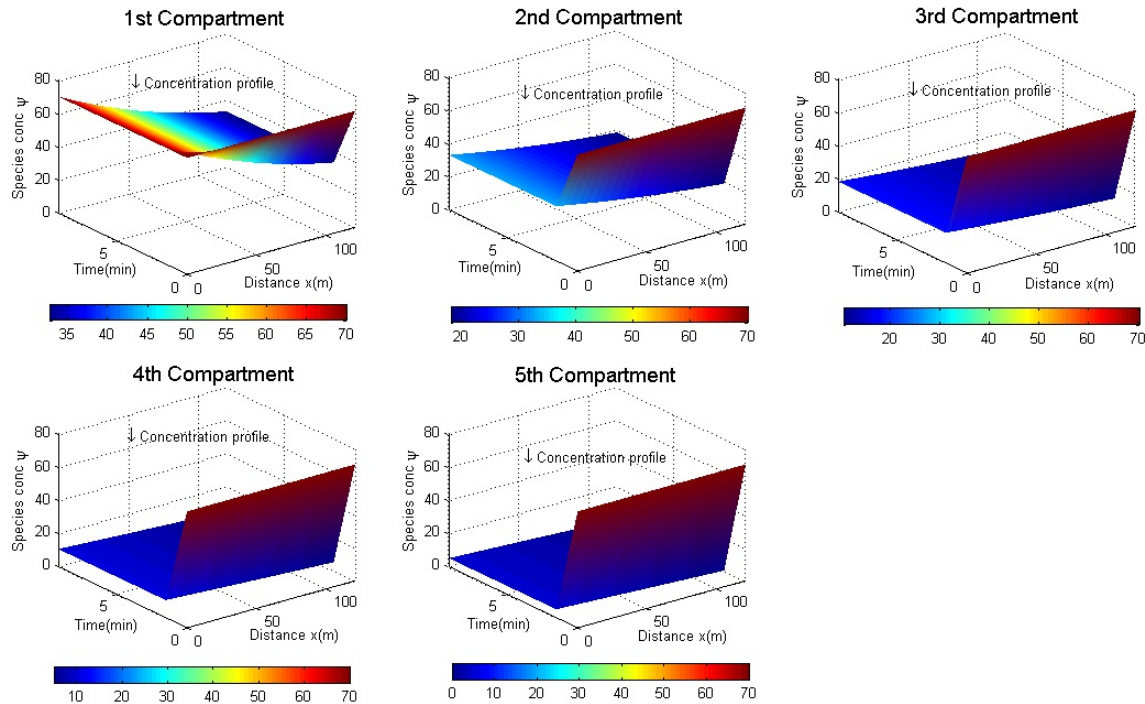 1st Compartment
2nd Compartment
3rd Compartment
↓ Concentration profile
↓ Concentration profile
↓ Concentration profile
Species conc ψ
80
60
40
20
0
Time(min)
5
0
0
50
100
Distance x(m)
Species conc ψ
80
60
40
20
0
Time(min)
5
0
0
50
100
Distance x(m)
Species conc ψ
80
60
40
20
0
Time(min)
5
0
0
50
100
Distance x(m)
35 40 45 50 55 60 65 70
20 30 40 50 60 70
20 30 40 50 60 70
4th Compartment
5th Compartment
↓ Concentration profile
↓ Concentration profile
Species conc ψ
80
60
40
20
0
Time(min)
5
0
0
50
100
Distance x(m)
Species conc ψ
80
60
40
20
0
Time(min)
5
0
0
50
100
Distance x(m)
10 20 30 40 50 60 70
0 10 20 30 40 50 60 70